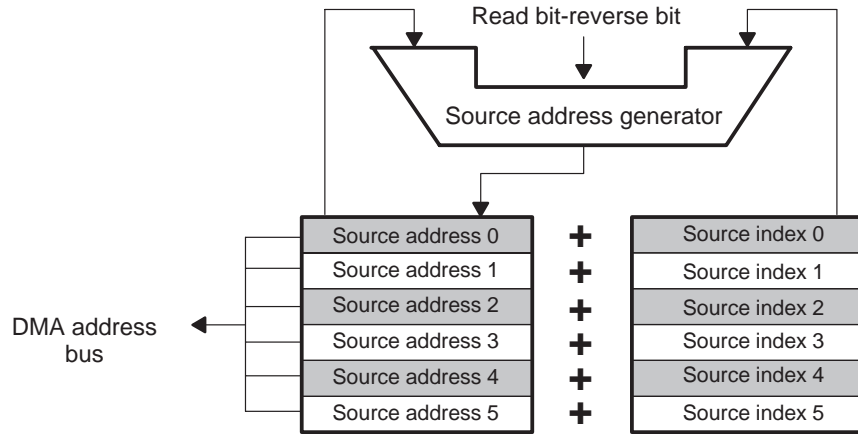 Read bit-reverse bit
Source address generator
Source address 0 + Source index 0
Source address 1 + Source index 1
Source address 2 + Source index 2
DMA address
bus
Source address 3 + Source index 3
Source address 4 + Source index 4
Source address 5 + Source index 5